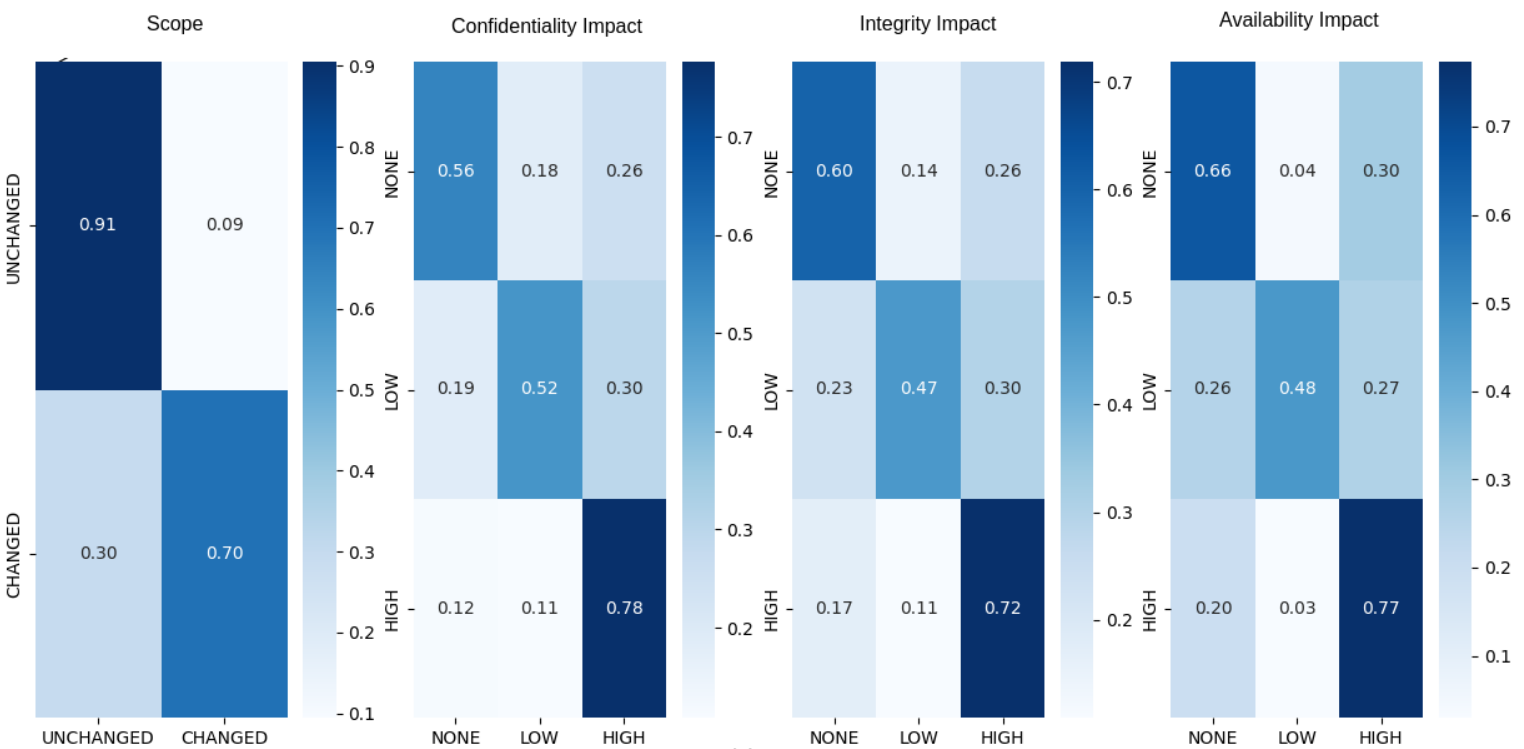 Scope
Confidentiality Impact
Integrity Impact
Availability Impact
UNCHANGED
CHANGED
0.91 0.09
0.30 0.70
UNCHANGED CHANGED
0.9
0.8
0.7
0.6
0.5
0.4
0.3
0.2
0.1
NONE
LOW
HIGH
0.56 0.18 0.26
0.19 0.52 0.30
0.12 0.11 0.78
NONE LOW HIGH
0.7
0.6
0.5
0.4
0.3
0.2
NONE
LOW
HIGH
0.60 0.14 0.26
0.23 0.47 0.30
0.17 0.11 0.72
NONE LOW HIGH
0.7
0.6
0.5
0.4
0.3
0.2
NONE
LOW
HIGH
0.66 0.04 0.30
0.26 0.48 0.27
0.20 0.03 0.77
NONE LOW HIGH
0.7
0.6
0.5
0.4
0.3
0.2
0.1